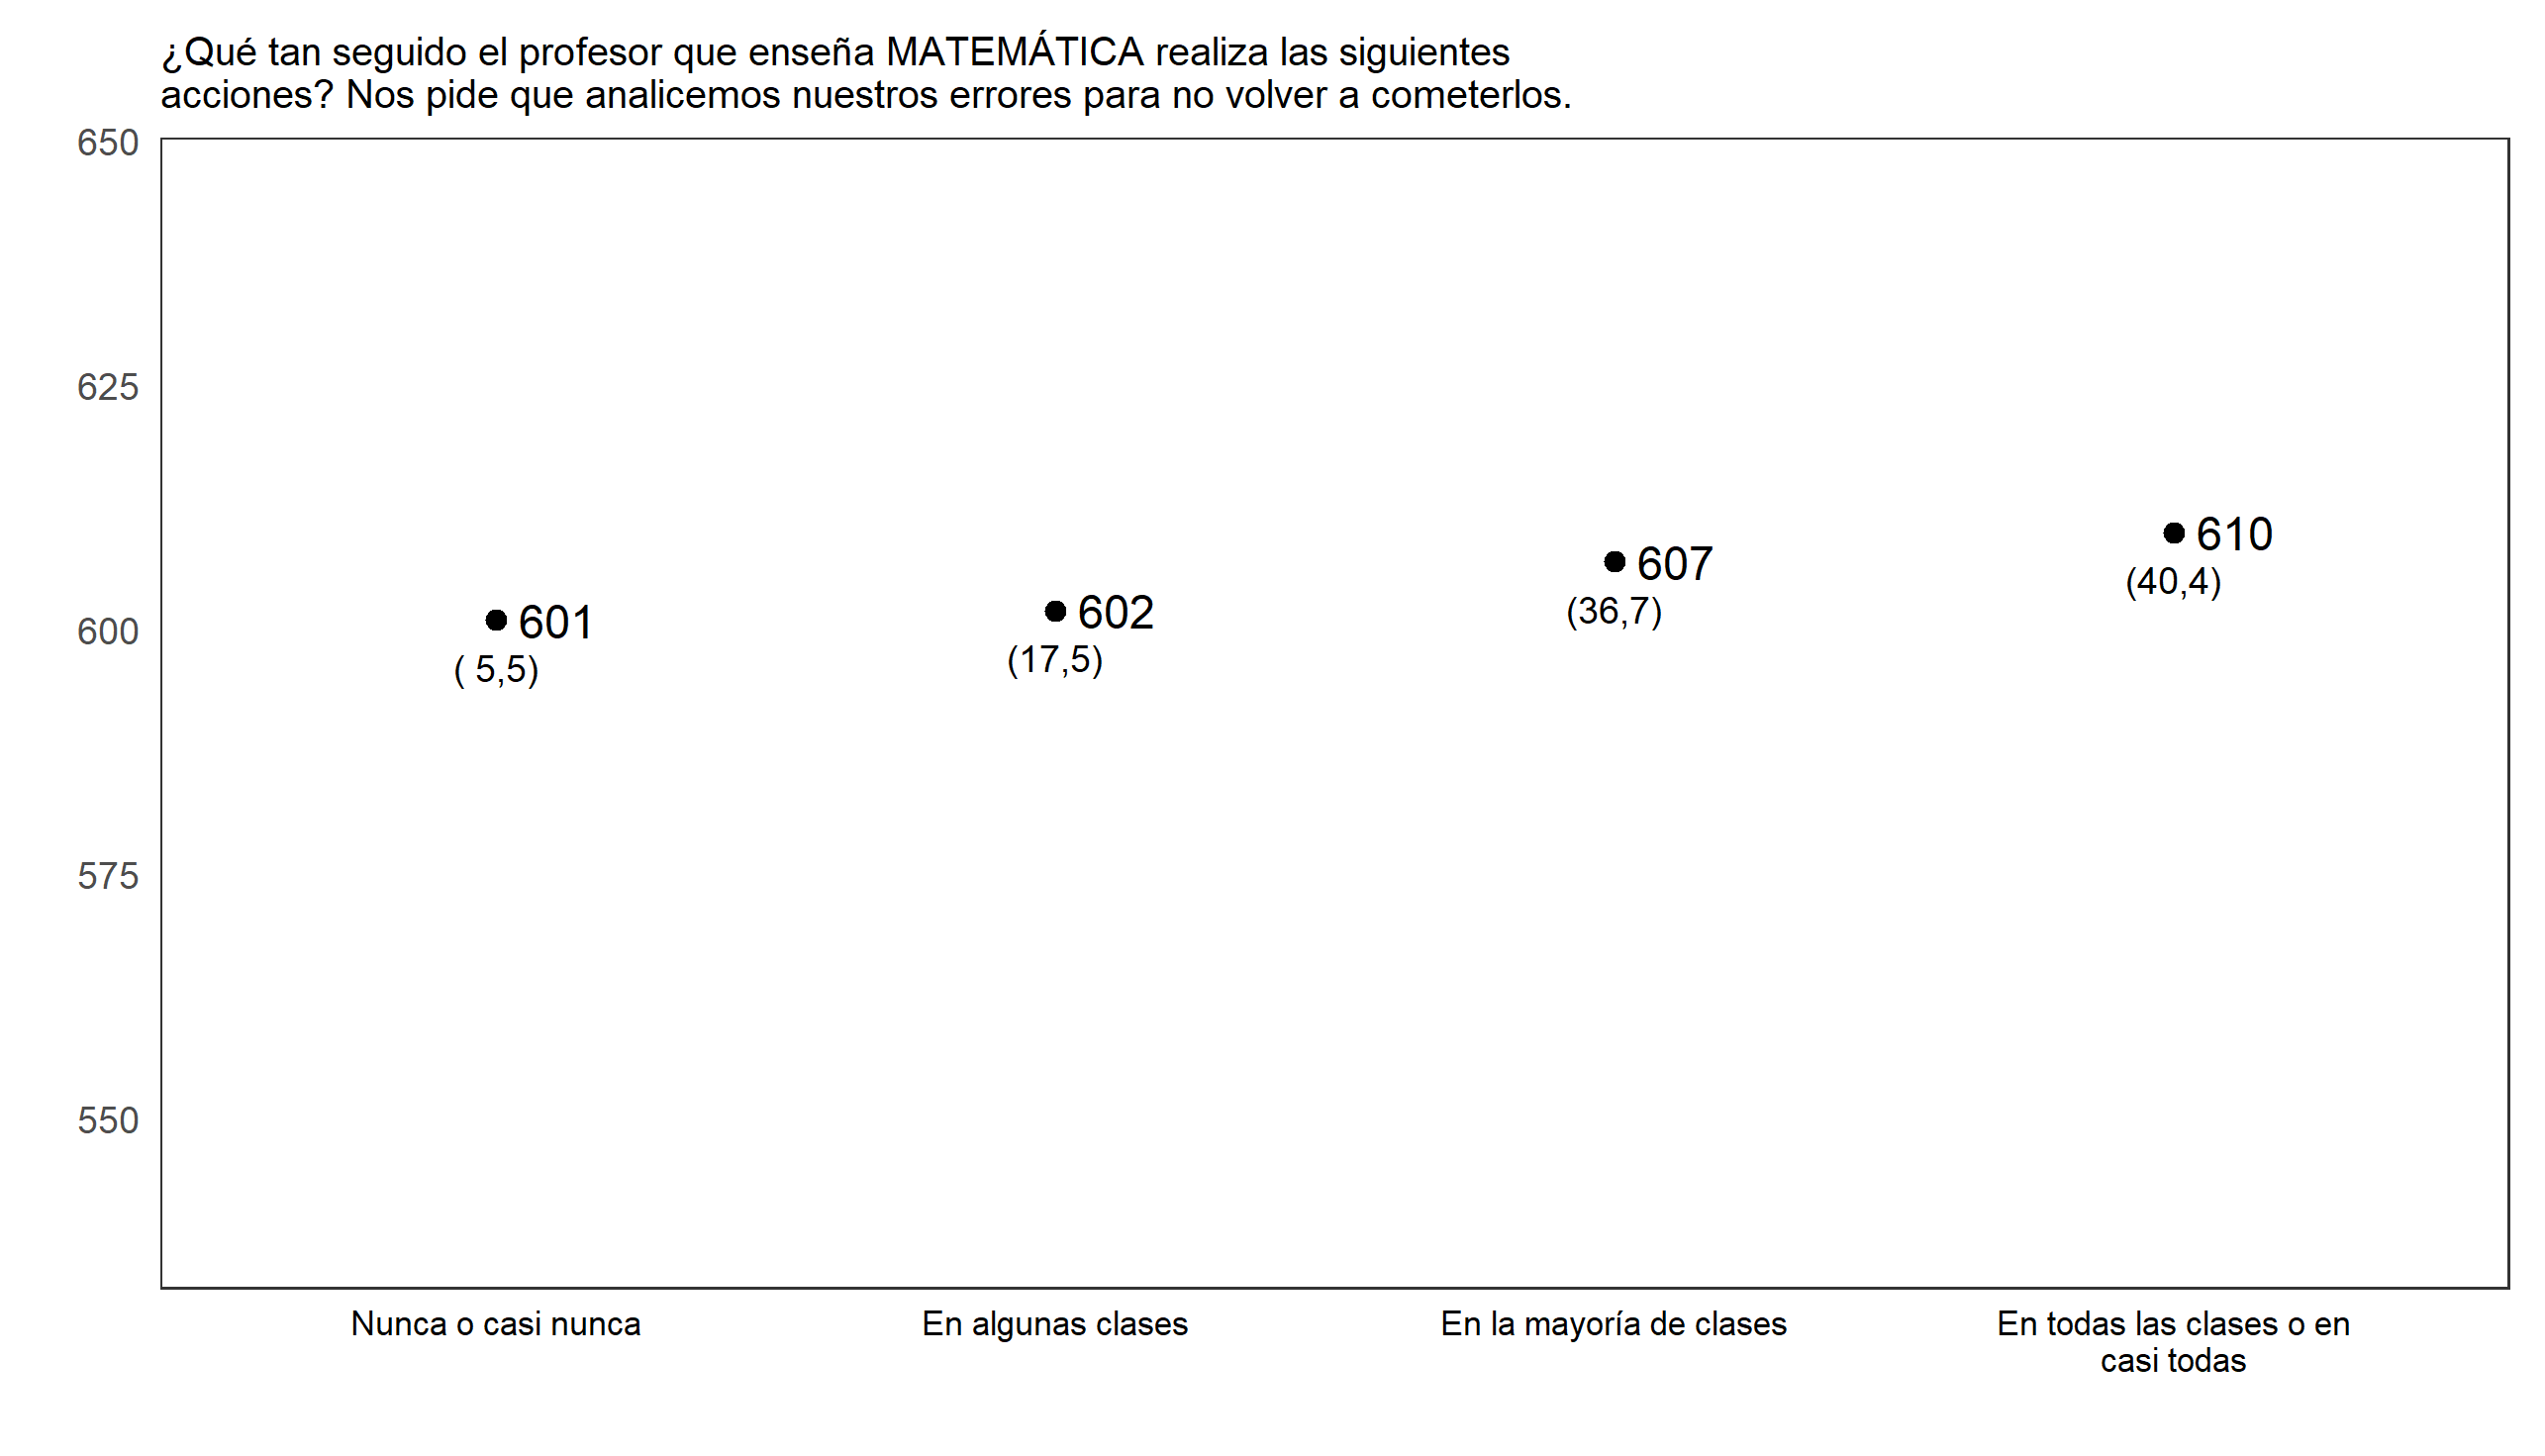 ¿Qué tan seguido el profesor que enseña MATEMÁTICA realiza las siguientes
acciones? Nos pide que analicemos nuestros errores para no volver a cometerlos.
650
625
600
575
550
601
( 5,5)
602
(17,5)
607
(36,7)
610
(40,4)
Nunca o casi nunca
En algunas clases
En la mayoría de clases
En todas las clases o en
casi todas